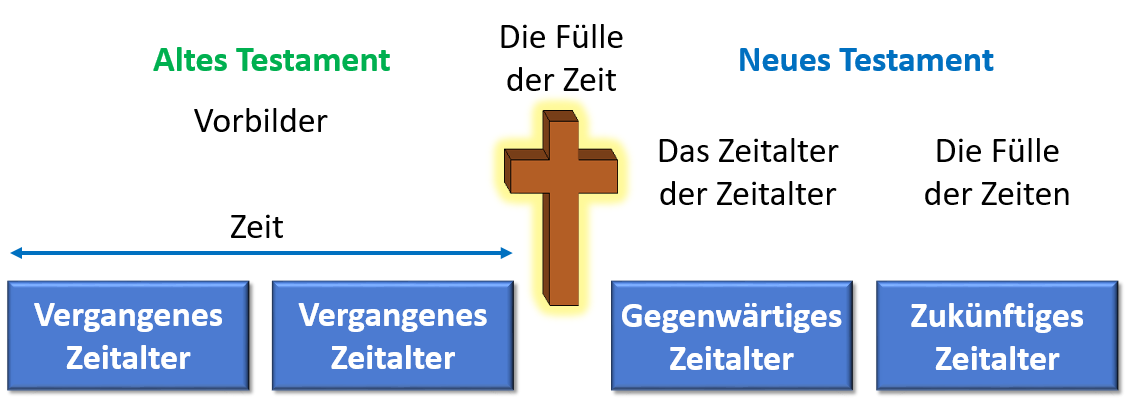 Altes Testament
Vorbilder
Zeit
Die Fülle
der Zeit
Neues Testament
Das Zeitalter
der Zeitalter
Die Fülle
der Zeiten
Vergangenes
Zeitalter
Vergangenes
Zeitalter
Gegenwärtiges
Zeitalter
Zukünftiges
Zeitalter